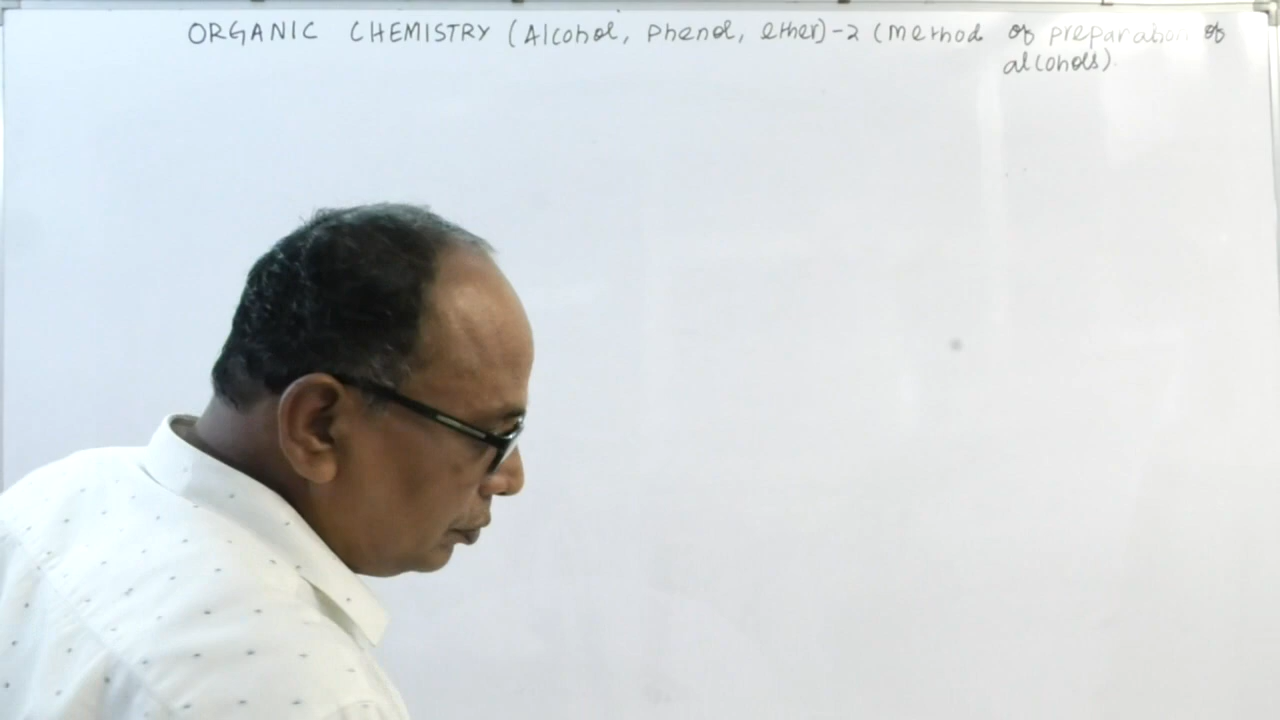 ORGANIC CHEMISTRY (Alcohol, Phenol, ether)-2 (Method of preparation of
alcohols).